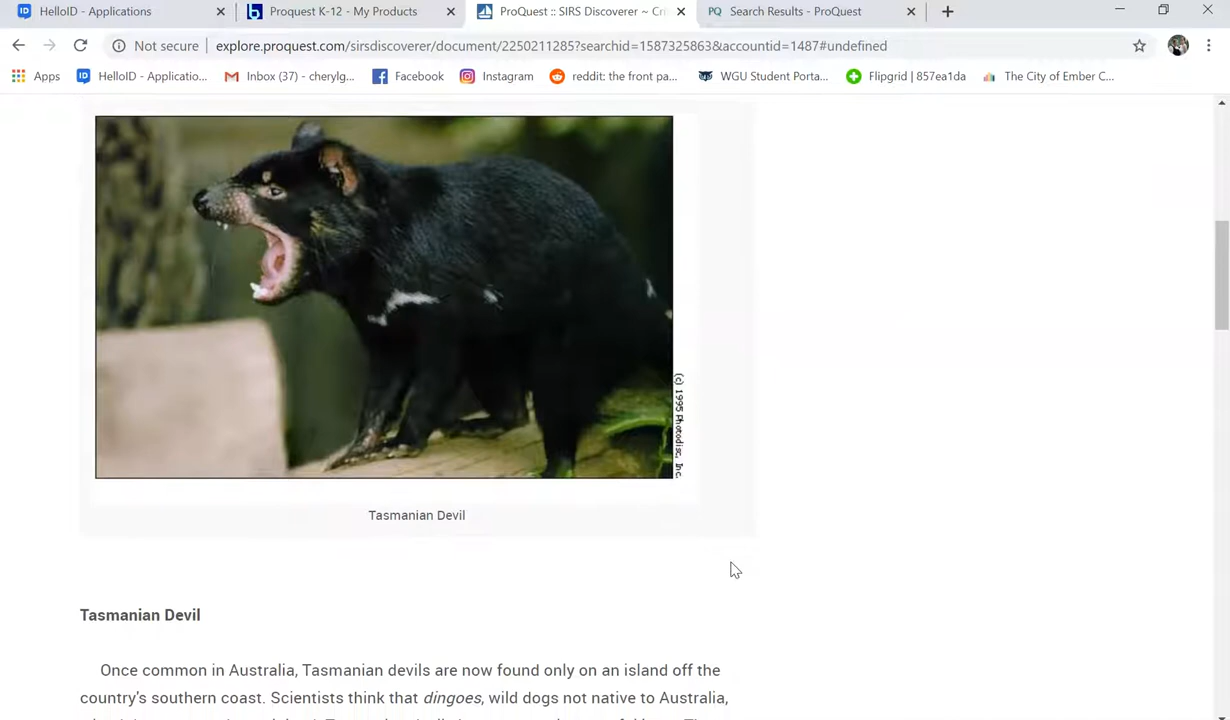 HelloID - Applications
Proquest K-12 - My Products
ProQuest :: SIRS Discoverer ~ Cri
PQ Search Results - ProQuest
Not secure | explore.proquest.com/sirsdiscoverer/document/2250211285?searchid=1587325863&accountid=1487#undefined
Apps ID HelloID - Applicatio... Inbox (37) - cherylg... Facebook Instagram reddit: the front pa... WGU Student Porta... Flipgrid | 857ea1da The City of Ember C...
(c) 1995 Photodisc, Inc.
Tasmanian Devil
Tasmanian Devil
Once common in Australia, Tasmanian devils are now found only on an island off the
country's southern coast. Scientists think that dingoes, wild dogs not native to Australia,